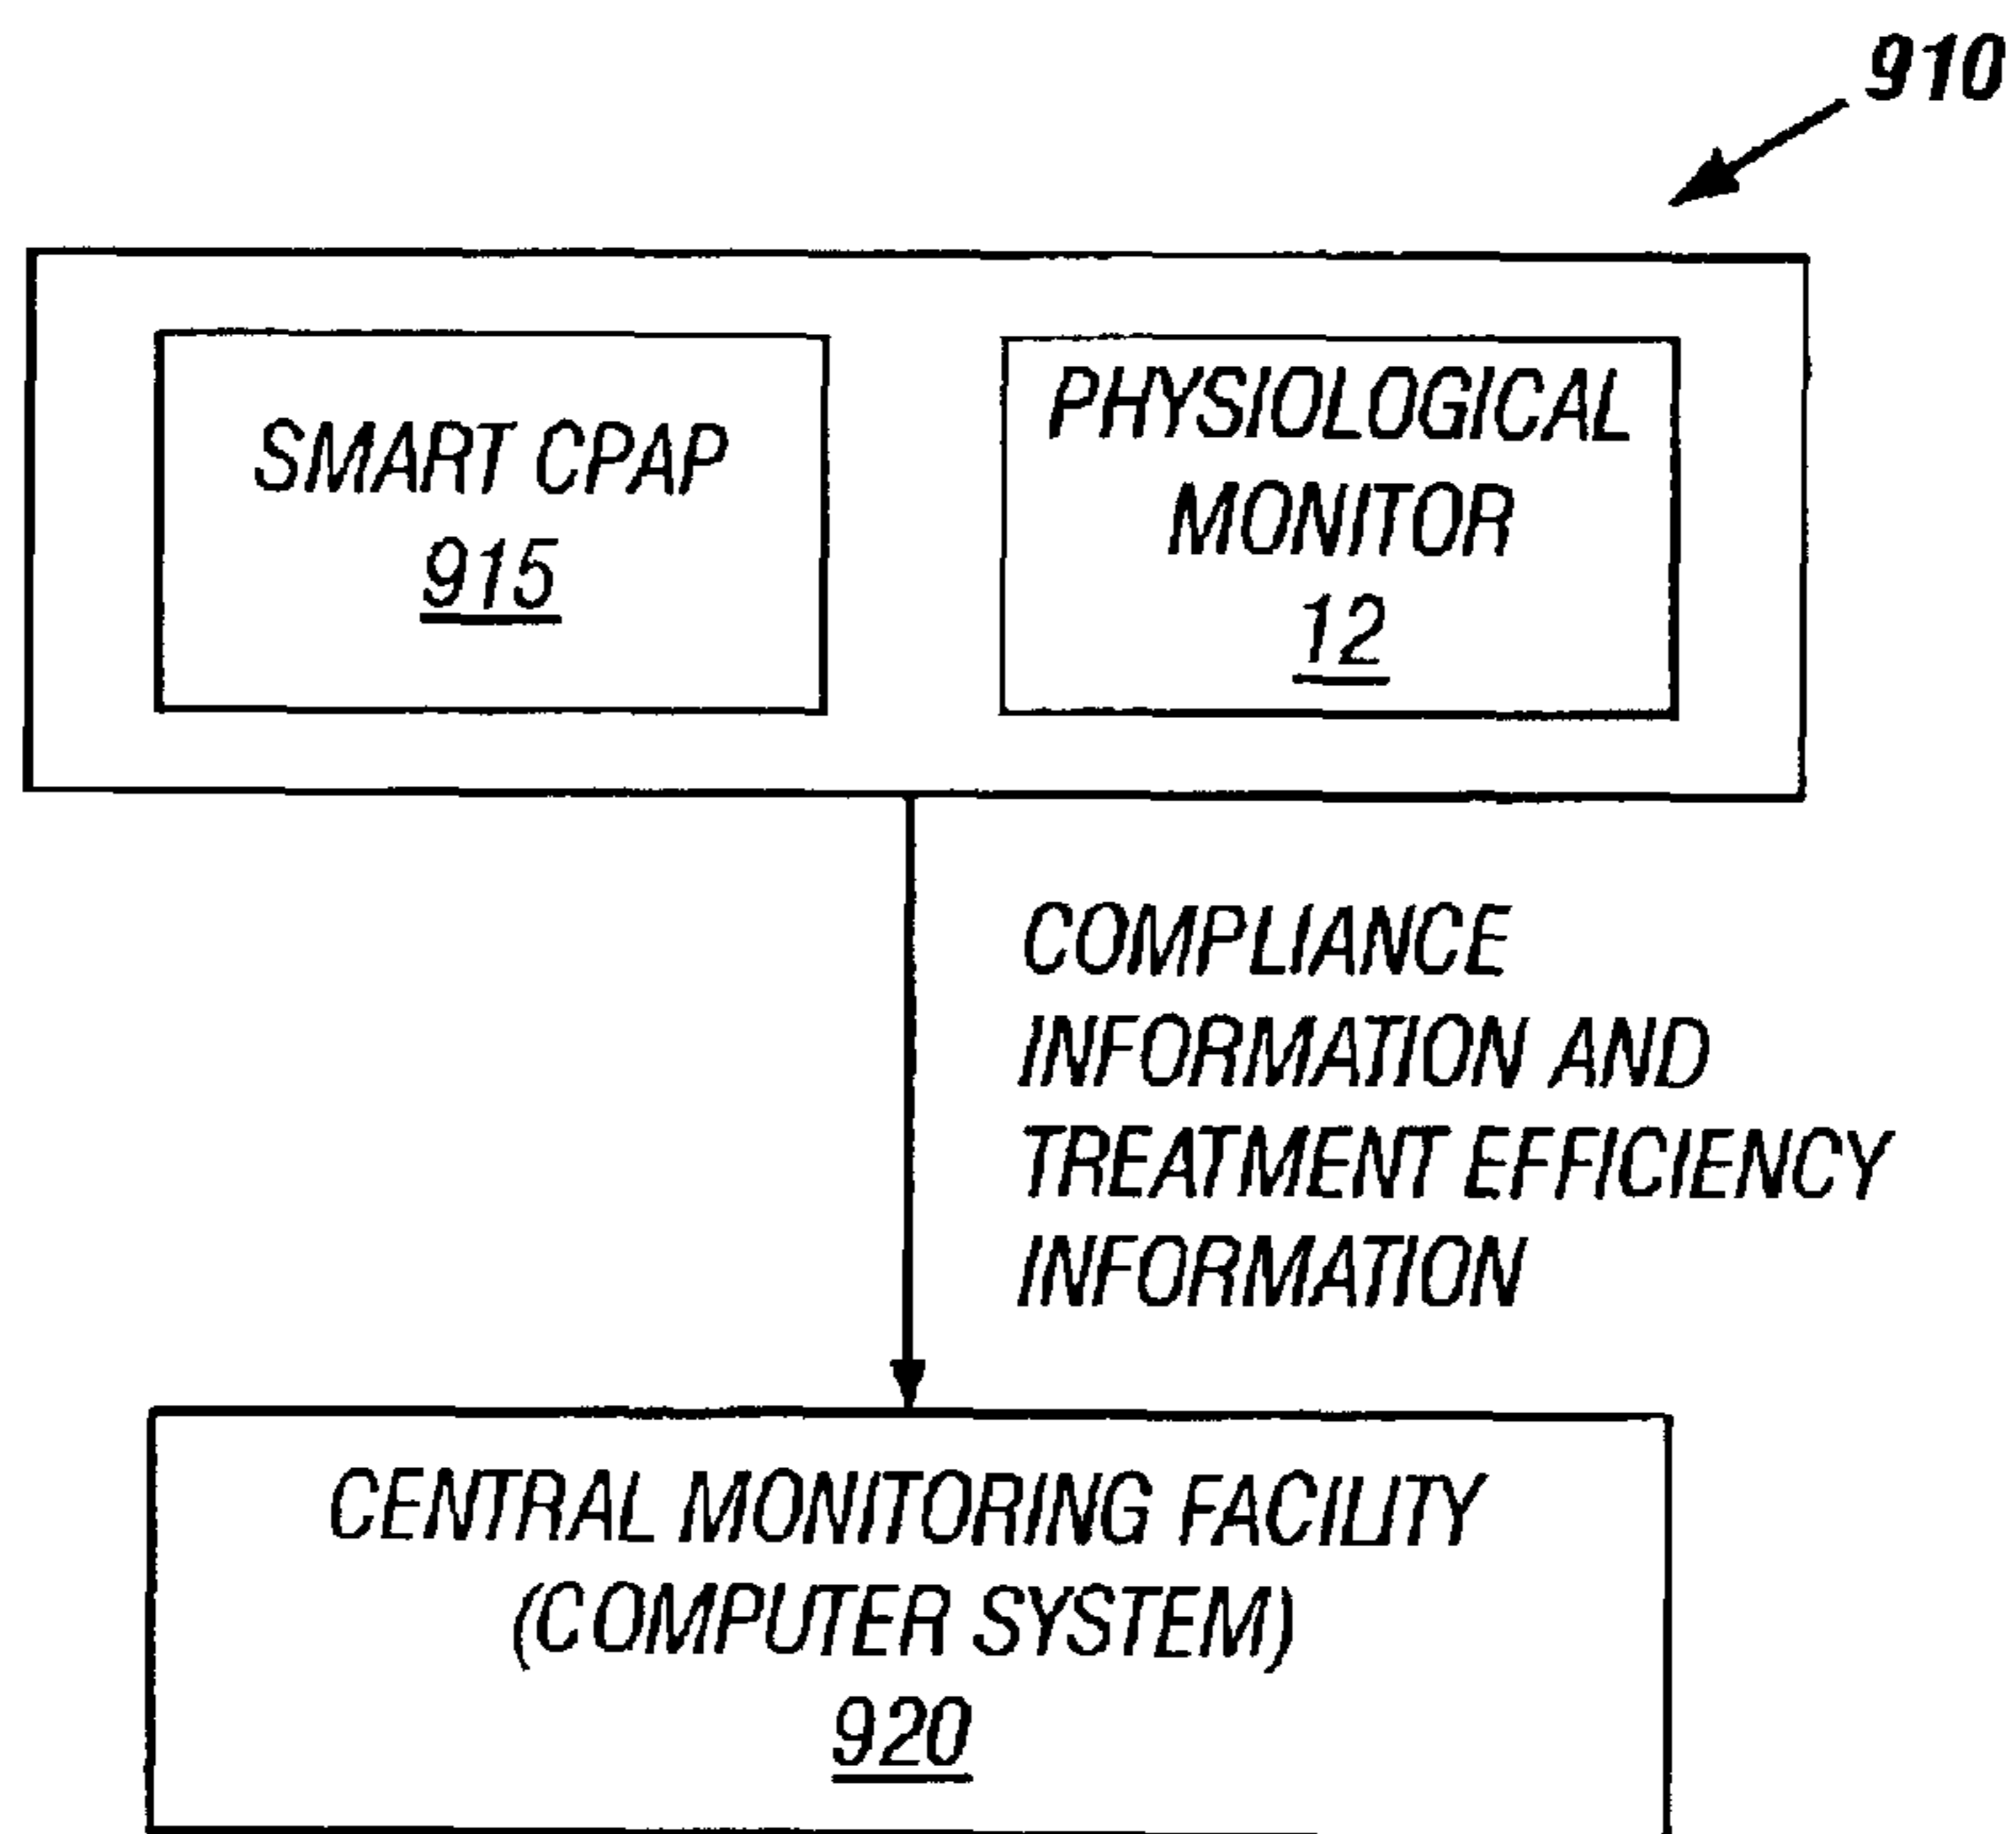 910
SMART CPAP
915
PHYSIOLOGICAL
MONITOR
12
COMPLIANCE
INFORMATION AND
TREATMENT EFFICIENCY
INFORMATION
CENTRAL MONITORING FACILITY
(COMPUTER SYSTEM)
920